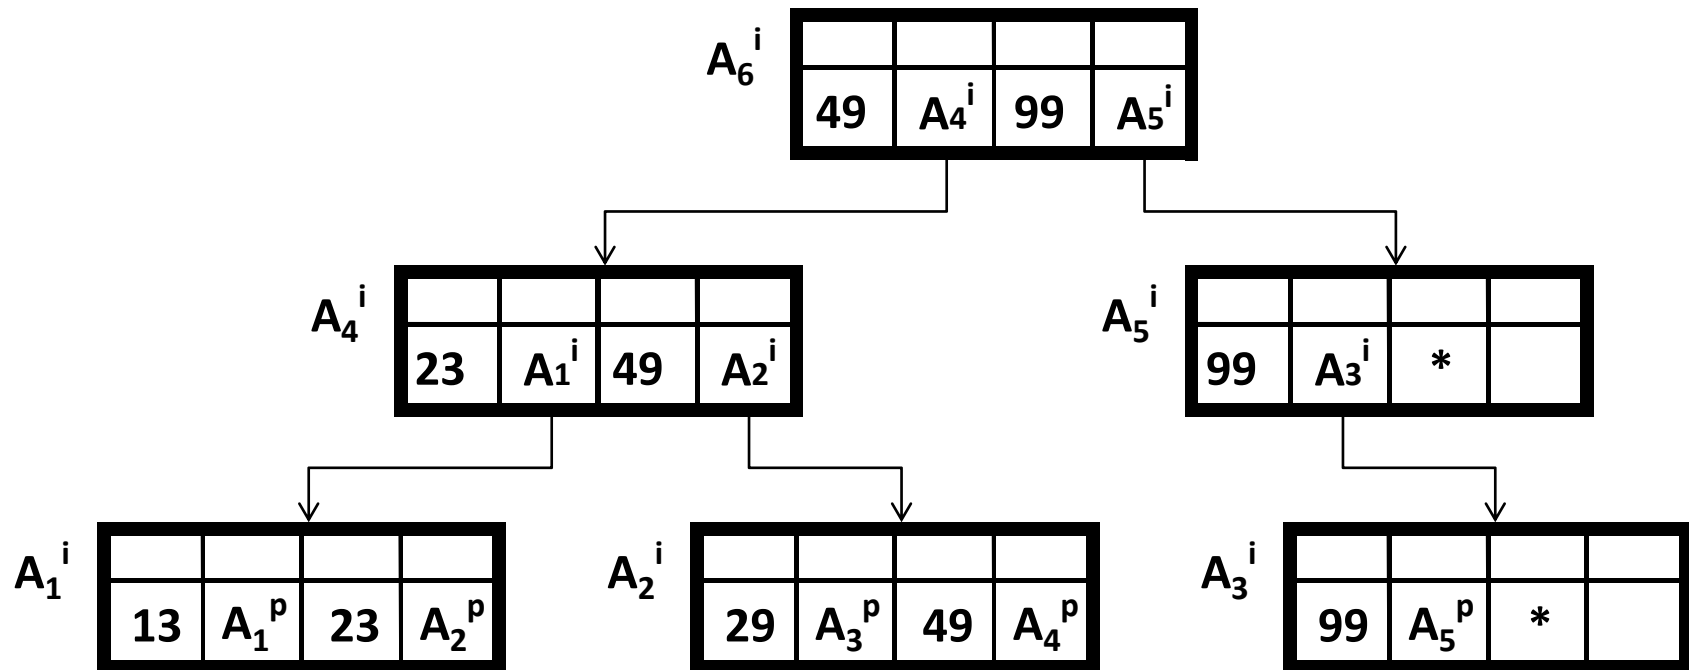 A₆ⁱ
49 A₄ⁱ 99 A₅ⁱ
A₄ⁱ
23 A₁ⁱ 49 A₂ⁱ
A₅ⁱ
99 A₃ⁱ *
A₁ⁱ
13 A₁ᵖ 23 A₂ᵖ
A₂ⁱ
29 A₃ᵖ 49 A₄ᵖ
A₃ⁱ
99 A₅ᵖ *